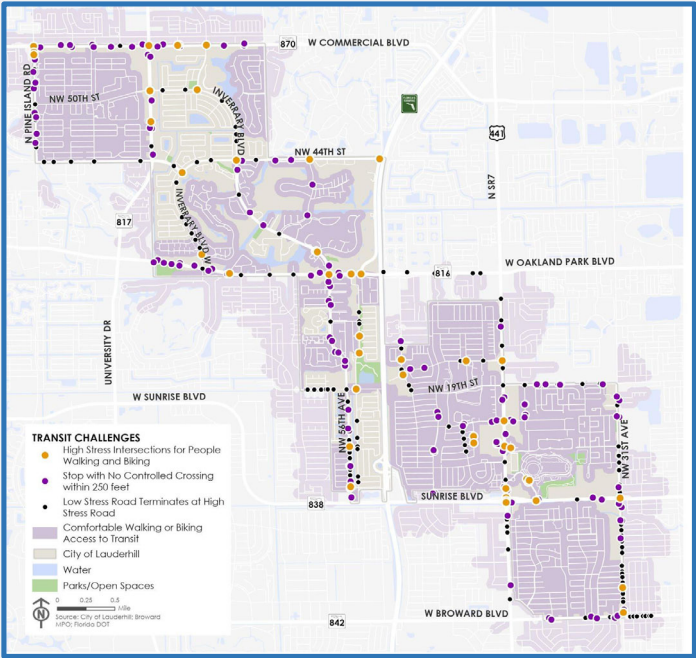 870
W COMMERCIAL BLVD
N PINE ISLAND RD
NW 50TH ST
INVERRARY BLVD
441
NW 44TH ST
N SR7
INVERRARY BLVD W
817
W OAKLAND PARK BLVD
816
UNIVERSITY DR
NW 19TH ST
W SUNRISE BLVD
NW 56TH AVE
NW 31ST AVE
TRANSIT CHALLENGES
High Stress Intersections for People
Walking and Biking
Stop with No Controlled Crossing
within 250 feet
Low Stress Road Terminates at High
Stress Road
838
SUNRISE BLVD
Comfortable Walking or Biking
Access to Transit
City of Lauderhill
Water
Parks/Open Spaces
N
0 0.25 0.5
Mile
Source: City of Lauderhill; Broward
MPO; Florida DOT
842
W BROWARD BLVD